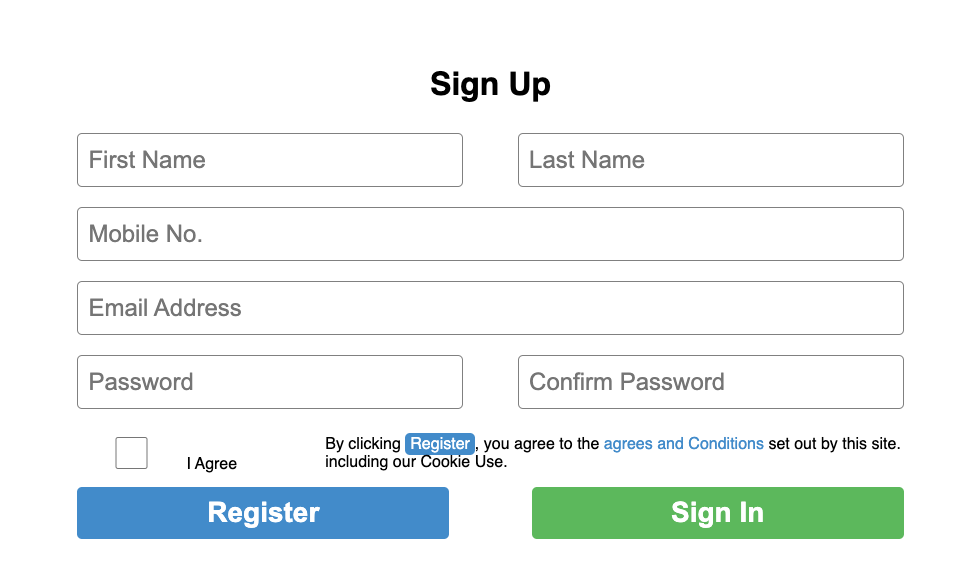 Sign Up
First Name
Last Name
Mobile No.
Email Address
Password
Confirm Password
I Agree
By clicking Register, you agree to the agrees and Conditions set out by this site.
including our Cookie Use.
Register
Sign In